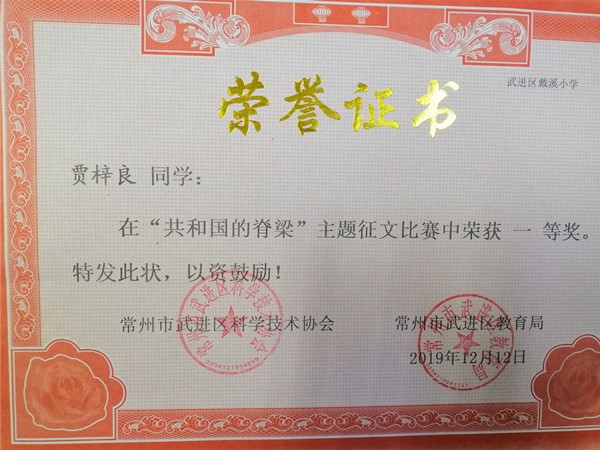 武进区戴溪小学
荣誉证书
贾梓良 同学：
在“共和国的脊梁”主题征文比赛中荣获 一 等奖。
特发此状，以资鼓励！
常州市武进区科学技术协会 常州市武进区教育局
2019年12月12日